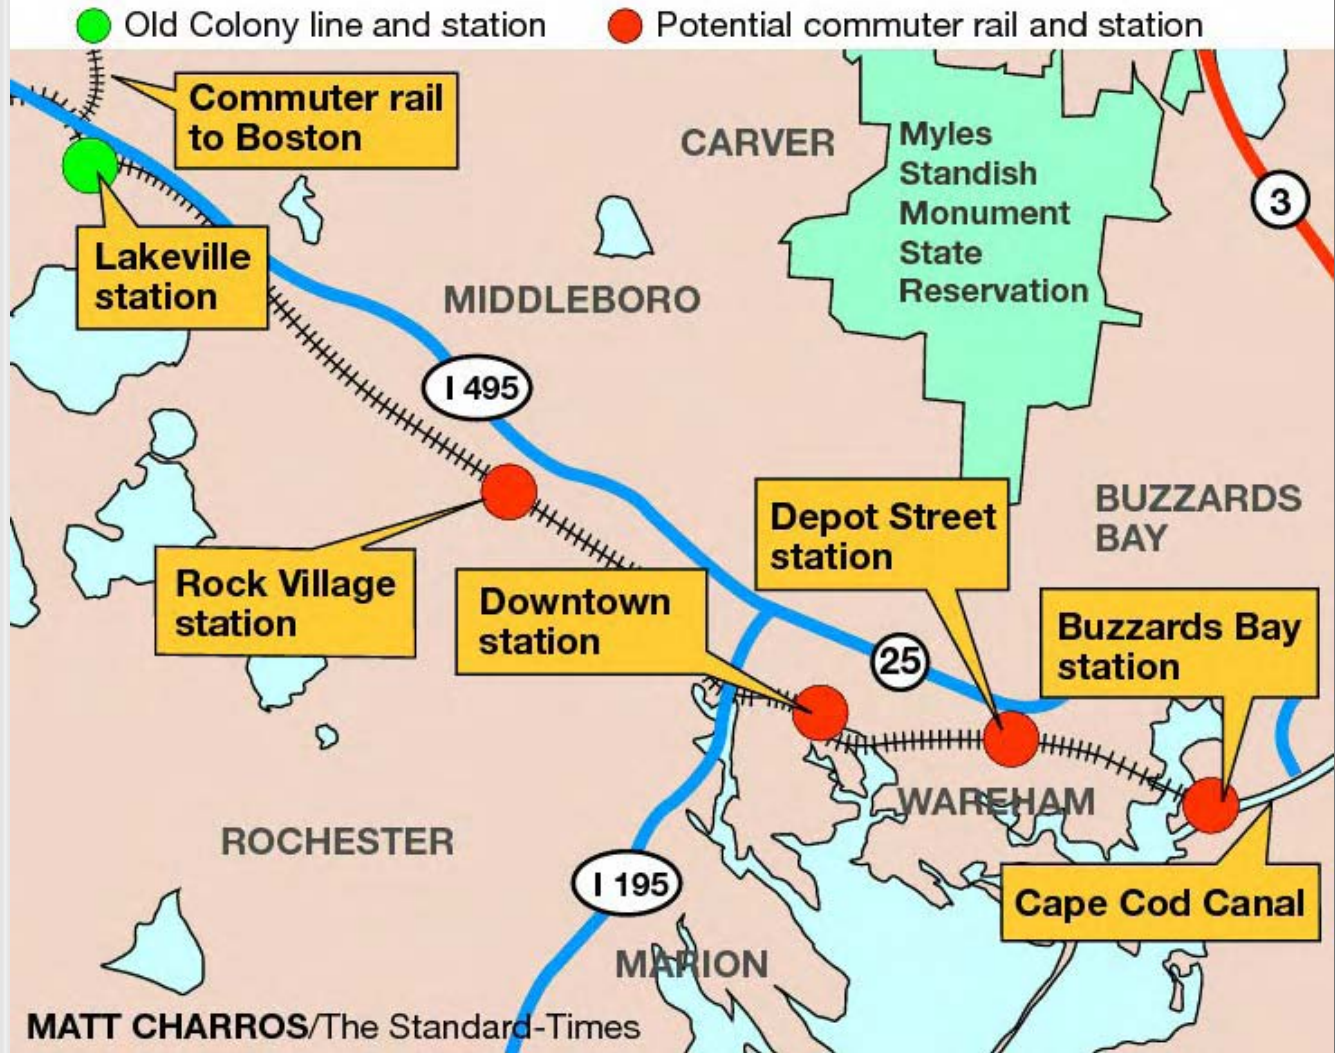 Old Colony line and station
Potential commuter rail and station
Commuter rail
to Boston
CARVER
Myles
Standish
Monument
State
Reservation
3
Lakeville
station
MIDDLEBORO
I 495
Depot Street
station
BUZZARDS
BAY
Rock Village
station
Downtown
station
Buzzards Bay
station
25
WAREHAM
ROCHESTER
I 195
Cape Cod Canal
MARION
MATT CHARROS/The Standard-Times